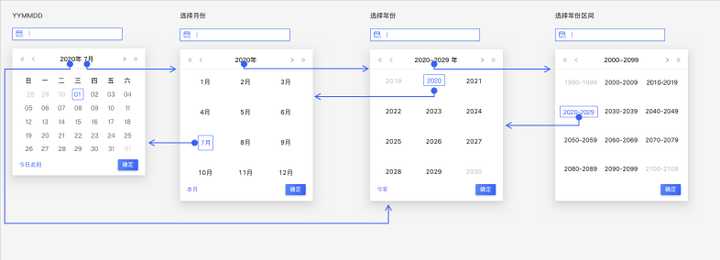 YYMMDD
2020年 7月
日 一 二 三 四 五 六
28 29 30 01 02 03 04
05 06 07 08 09 10 11
12 13 14 15 16 17 18
19 20 21 22 23 24 25
26 27 28 29 30 31 01
确定
选择月份
2020年
1月 2月 3月
4月 5月 6月
7月 8月 9月
10月 11月 12月
本月 确定
选择年份
2020-2029 年
2019 2020 2021
2022 2023 2024
2025 2026 2027
2028 2029 2030
今年 确定
选择年份区间
2000-2099
1990-1999 2000-2009 2010-2019
2020-2029 2030-2039 2040-2049
2050-2059 2060-2069 2070-2079
2080-2089 2090-2099 2100-2109
确定